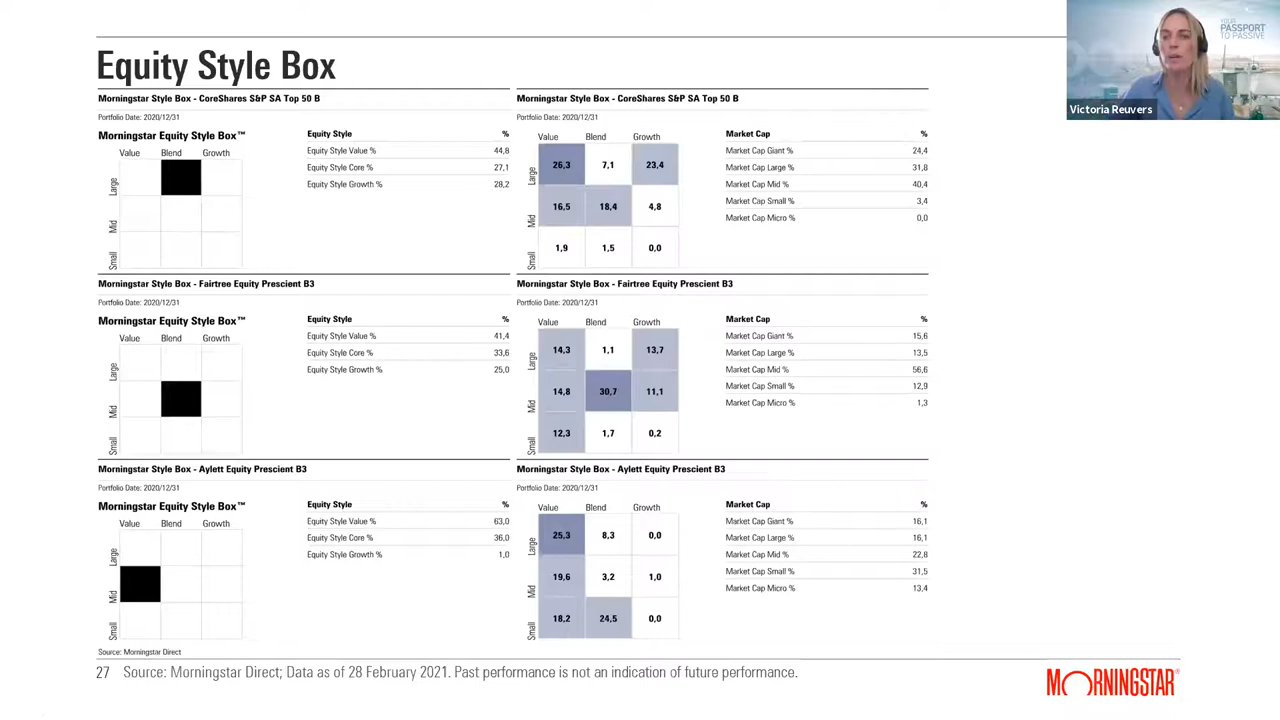 Equity Style Box
YOUR
PASSPORT
TO PASSIVE
Victoria Reuvers
Morningstar Style Box - CoreShares S&P SA Top 50 B
Portfolio Date: 2020/12/31
Morningstar Equity Style Box™
Value Blend Growth
Large
Mid
Small
Equity Style %
Equity Style Value % 44,8
Equity Style Core % 27,1
Equity Style Growth % 28,2
Morningstar Style Box - CoreShares S&P SA Top 50 B
Portfolio Date: 2020/12/31
Value Blend Growth
Large 26,3 7,1 23,4
Mid 16,5 18,4 4,8
Small 1,9 1,5 0,0
Market Cap %
Market Cap Giant % 24,4
Market Cap Large % 31,8
Market Cap Mid % 40,4
Market Cap Small % 3,4
Market Cap Micro % 0,0
Morningstar Style Box - Fairtree Equity Prescient B3
Portfolio Date: 2020/12/31
Morningstar Equity Style Box™
Value Blend Growth
Large
Mid
Small
Equity Style %
Equity Style Value % 41,4
Equity Style Core % 33,6
Equity Style Growth % 25,0
Morningstar Style Box - Fairtree Equity Prescient B3
Portfolio Date: 2020/12/31
Value Blend Growth
Large 14,3 1,1 13,7
Mid 14,8 30,7 11,1
Small 12,3 1,7 0,2
Market Cap %
Market Cap Giant % 15,6
Market Cap Large % 13,5
Market Cap Mid % 56,6
Market Cap Small % 12,9
Market Cap Micro % 1,3
Morningstar Style Box - Aylett Equity Prescient B3
Portfolio Date: 2020/12/31
Morningstar Equity Style Box™
Value Blend Growth
Large
Mid
Small
Equity Style %
Equity Style Value % 63,0
Equity Style Core % 36,0
Equity Style Growth % 1,0
Morningstar Style Box - Aylett Equity Prescient B3
Portfolio Date: 2020/12/31
Value Blend Growth
Large 25,3 8,3 0,0
Mid 19,6 3,2 1,0
Small 18,2 24,5 0,0
Market Cap %
Market Cap Giant % 16,1
Market Cap Large % 16,1
Market Cap Mid % 22,8
Market Cap Small % 31,5
Market Cap Micro % 13,4
Source: Morningstar Direct
27 Source: Morningstar Direct; Data as of 28 February 2021. Past performance is not an indication of future performance.
MORNINGSTAR®